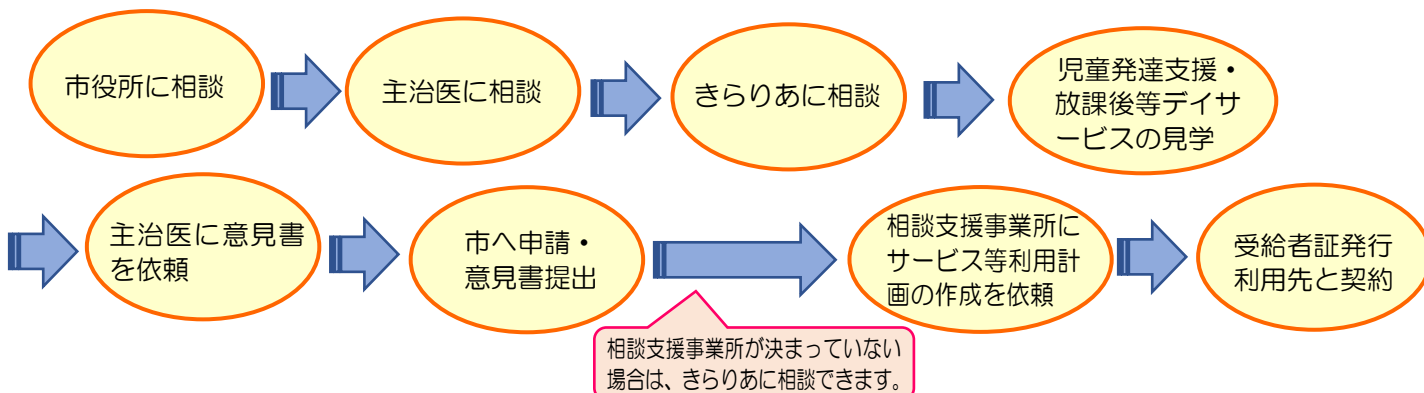 市役所に相談
主治医に相談
きらりあに相談
児童発達支援・
放課後等デイサ
ービスの見学
主治医に意見書
を依頼
市へ申請・
意見書提出
相談支援事業所に
サービス等利用計
画の作成を依頼
受給者証発行
利用先と契約
相談支援事業所が決まっていない
場合は、きらりあに相談できます。